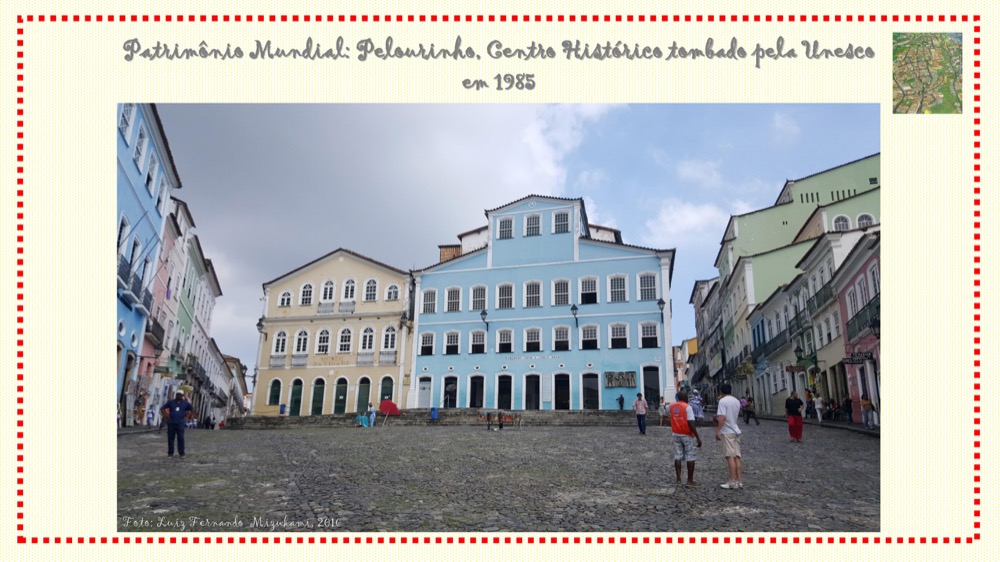 Patrimônio Mundial: Pelourinho, Centro Histórico tombado pela Unesco
em 1985
Foto: Luiz Fernando Mizukami, 2016